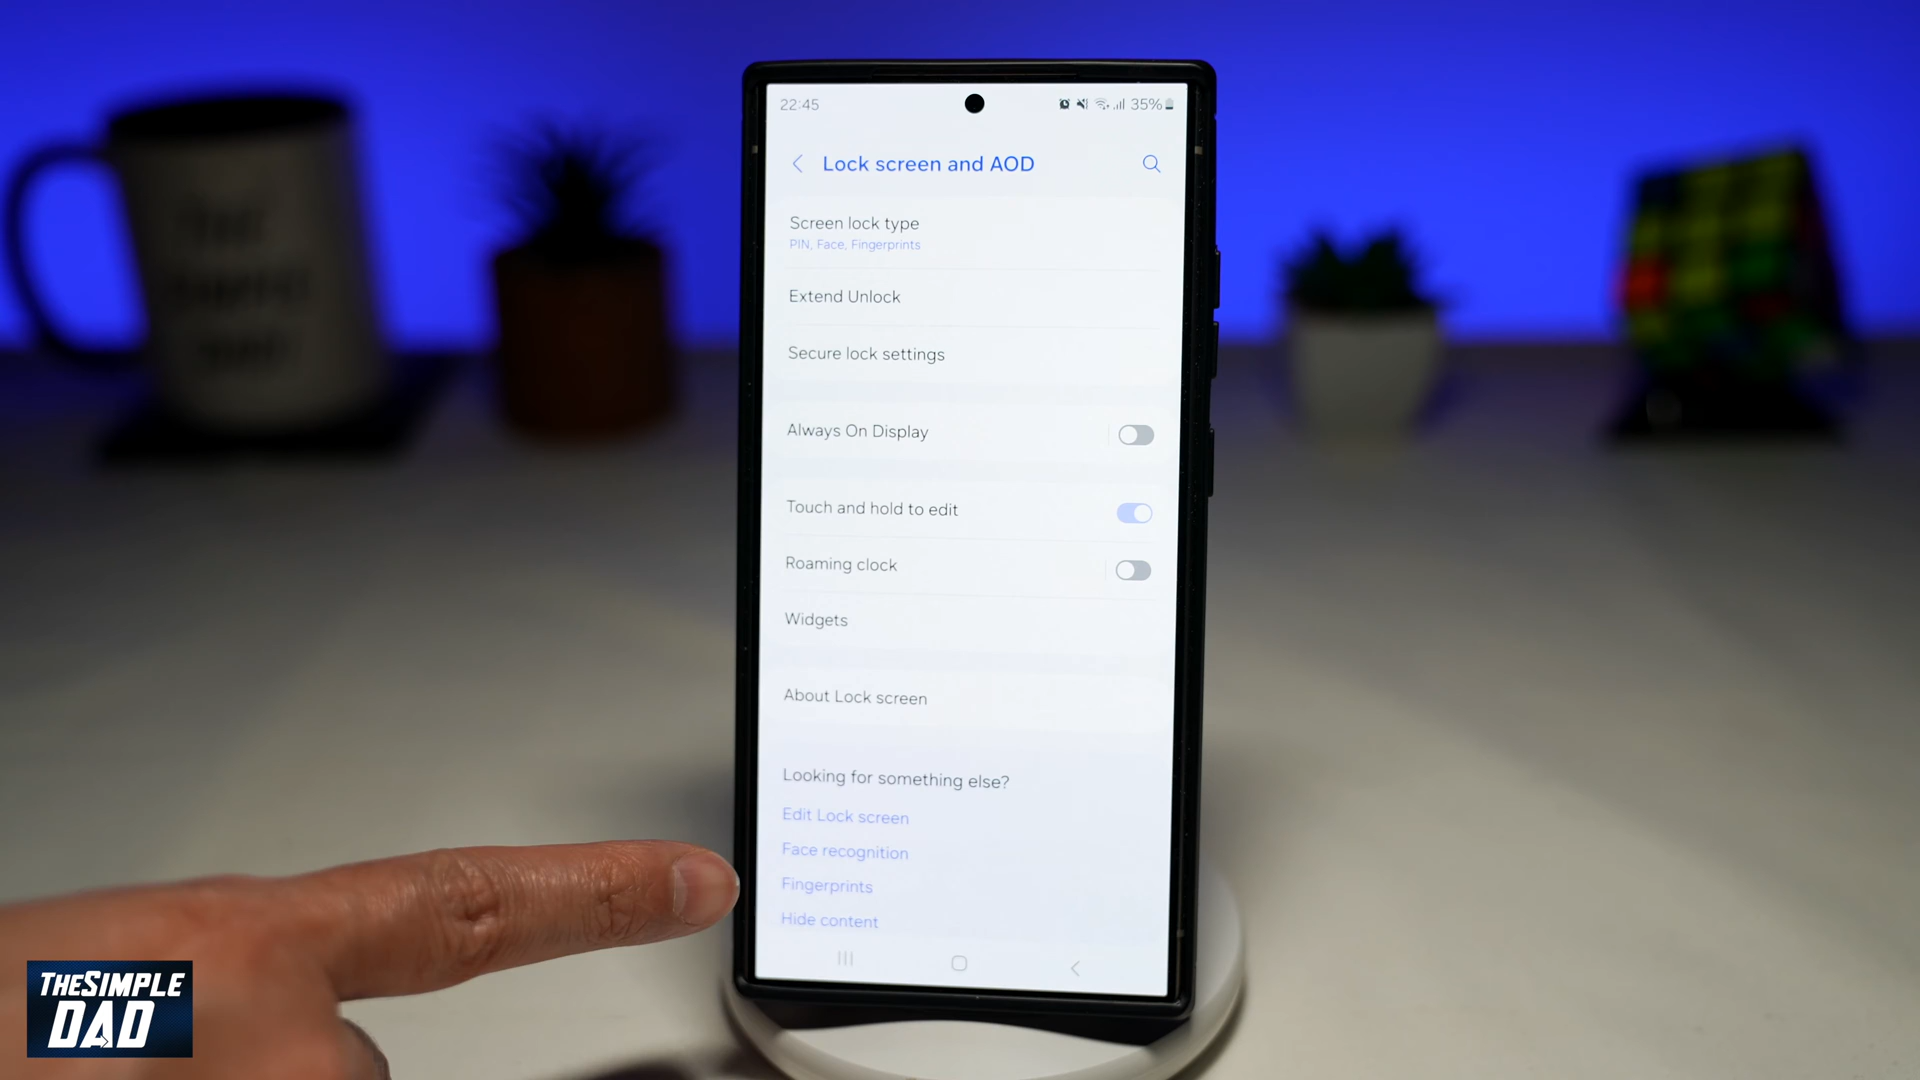 22:45
35%
Lock screen and AOD
Screen lock type
PIN, Face, Fingerprints
Extend Unlock
Secure lock settings
Always On Display
Touch and hold to edit
Roaming clock
Widgets
About Lock screen
Looking for something else?
Edit Lock screen
Face recognition
Fingerprints
Hide content
THESIMPLE
DAD